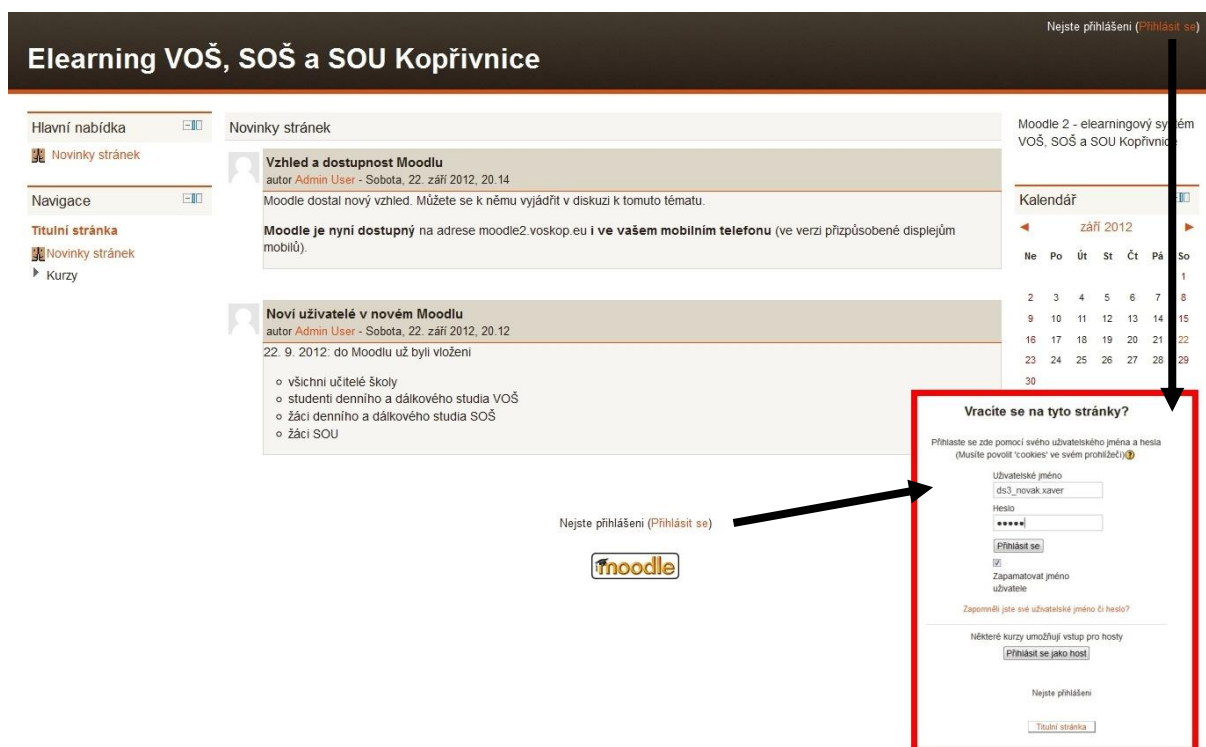 Nejste přihlášeni (Přihlásit se)
Elearning VOŠ, SOŠ a SOU Kopřivnice
Hlavní nabídka
Novinky stránek
Navigace
Titulní stránka
Novinky stránek
Kurzy
Novinky stránek
Vzhled a dostupnost Moodlu
autor Admin User - Sobota, 22. září 2012, 20.14
Moodle dostal nový vzhled. Můžete se k němu vyjádřit v diskuzi k tomuto tématu.
Moodle je nyní dostupný na adrese moodle2.voskop.eu i ve vašem mobilním telefonu (ve verzi přizpůsobené displejům
mobilů).
Noví uživatelé v novém Moodlu
autor Admin User - Sobota, 22. září 2012, 20.12
22. 9. 2012: do Moodlu už byli vloženi
všichni učitelé školy
studenti denního a dálkového studia VOŠ
žáci denního a dálkového studia SOŠ
žáci SOU
Nejste přihlášeni (Přihlásit se)
moodle
Moodle 2 - elearningový systém
VOŠ, SOŠ a SOU Kopřivnice
Kalendář
září 2012
Ne Po Út St Čt Pá So
1
2 3 4 5 6 7 8
9 10 11 12 13 14 15
16 17 18 19 20 21 22
23 24 25 26 27 28 29
30
Vracíte se na tyto stránky?
Přihlaste se zde pomocí svého uživatelského jména a hesla
(Musíte povolit 'cookies' ve svém prohlížeči)
Uživatelské jméno
ds3_novak.xaver
Heslo
Přihlásit se
Zapamatovat jméno
uživatele
Zapomněli jste své uživatelské jméno či heslo?
Některé kurzy umožňují vstup pro hosty
Přihlásit se jako host
Nejste přihlášeni
Titulní stránka